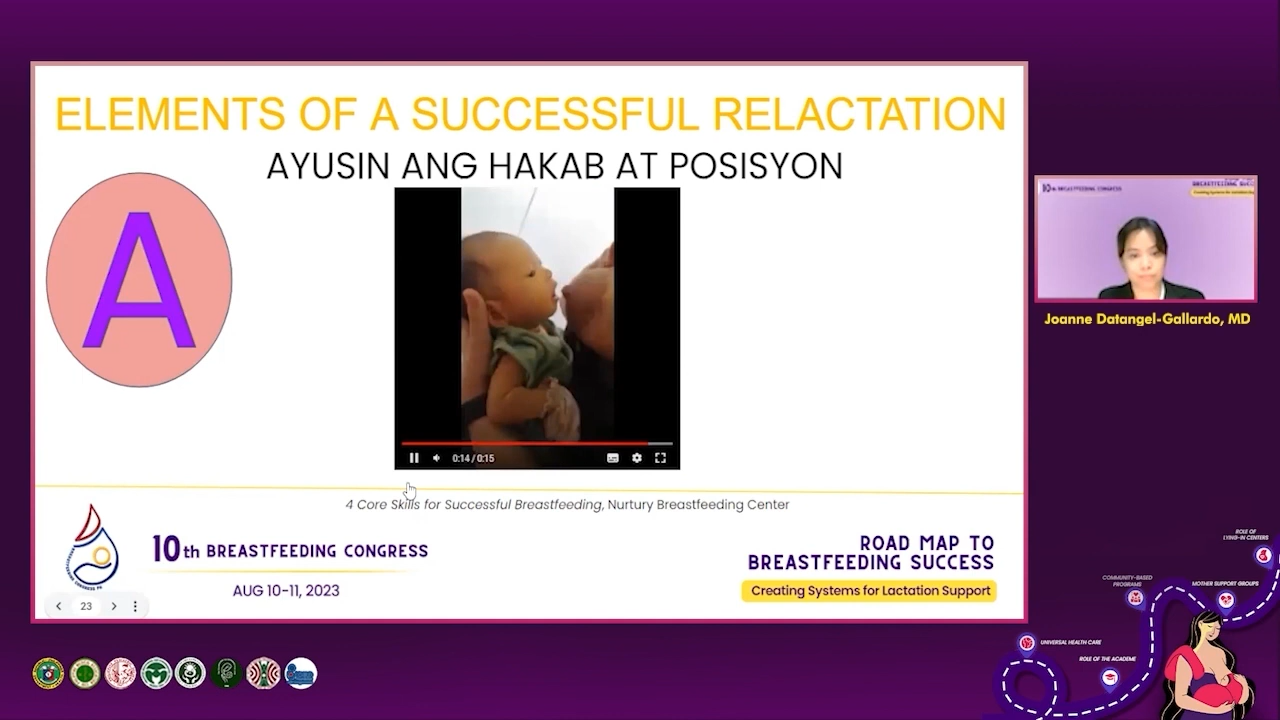 ELEMENTS OF A SUCCESSFUL RELACTATION
AYUSIN ANG HAKAB AT POSISYON
A
0:14 / 0:15
4 Core Skills for Successful Breastfeeding, Nurtury Breastfeeding Center
10th BREASTFEEDING CONGRESS
AUG 10-11, 2023
ROAD MAP TO
BREASTFEEDING SUCCESS
Creating Systems for Lactation Support
23
10th BREASTFEEDING CONGRESS
Joanne Datangel-Gallardo, MD
ROLE OF
LYING-IN CENTERS
COMMUNITY-BASED
PROGRAMS
MOTHER SUPPORT GROUPS
UNIVERSAL HEALTH CARE
ROLE OF THE ACADEME